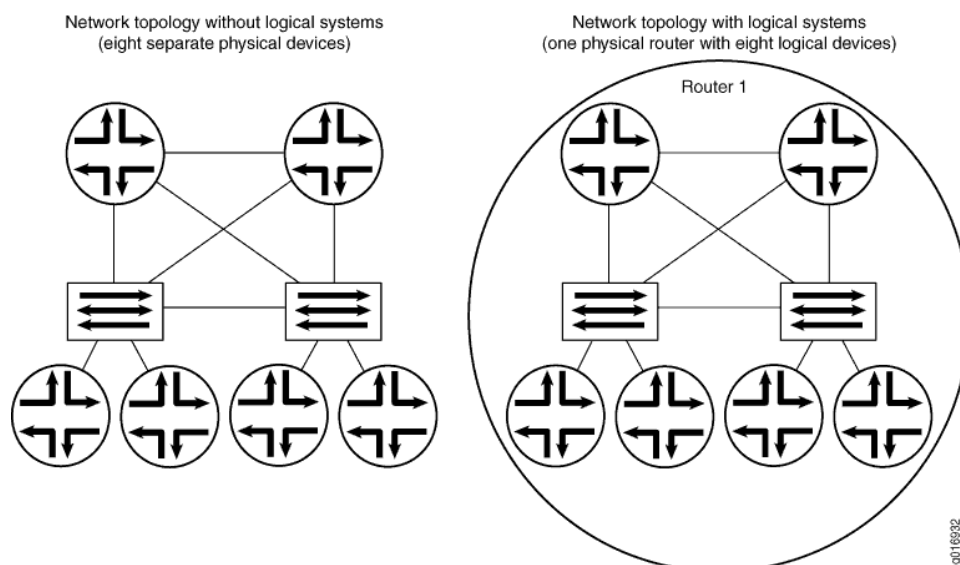 Network topology without logical systems
(eight separate physical devices)
Network topology with logical systems
(one physical router with eight logical devices)
Router 1
g016932